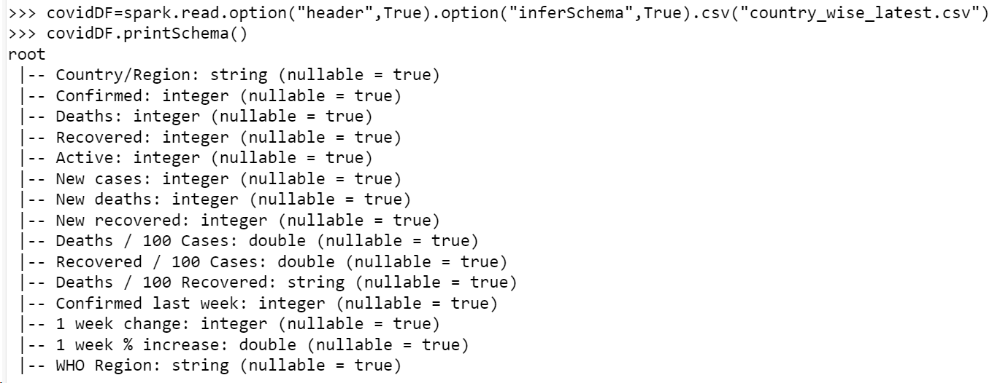 >>> covidDF=spark.read.option("header",True).option("inferSchema",True).csv("country_wise_latest.csv")
>>> covidDF.printSchema()
root
 |-- Country/Region: string (nullable = true)
 |-- Confirmed: integer (nullable = true)
 |-- Deaths: integer (nullable = true)
 |-- Recovered: integer (nullable = true)
 |-- Active: integer (nullable = true)
 |-- New cases: integer (nullable = true)
 |-- New deaths: integer (nullable = true)
 |-- New recovered: integer (nullable = true)
 |-- Deaths / 100 Cases: double (nullable = true)
 |-- Recovered / 100 Cases: double (nullable = true)
 |-- Deaths / 100 Recovered: string (nullable = true)
 |-- Confirmed last week: integer (nullable = true)
 |-- 1 week change: integer (nullable = true)
 |-- 1 week % increase: double (nullable = true)
 |-- WHO Region: string (nullable = true)